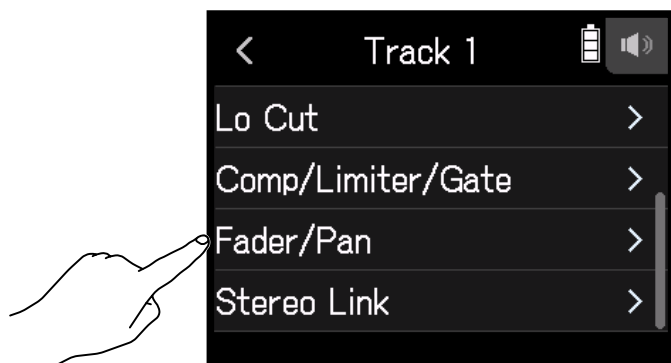 Track 1
Lo Cut
Comp/Limiter/Gate
Fader/Pan
Stereo Link